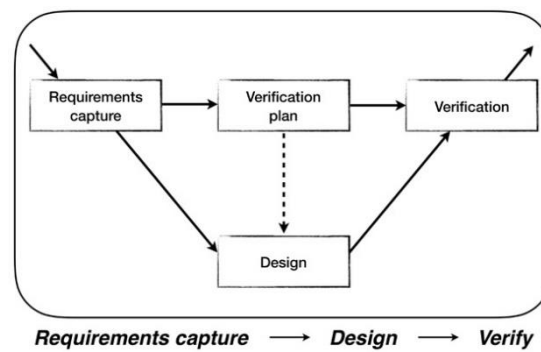 Requirements
capture
Verification
plan
Verification
Design
Requirements capture → Design → Verify